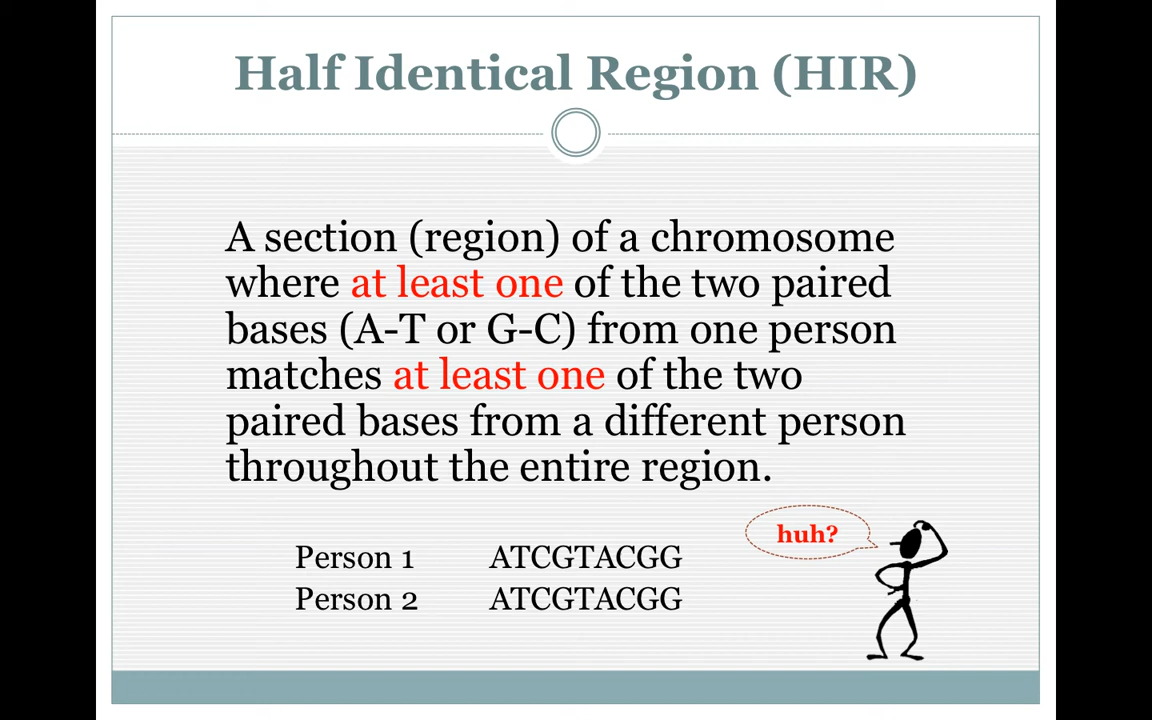 Half Identical Region (HIR)
A section (region) of a chromosome
where at least one of the two paired
bases (A-T or G-C) from one person
matches at least one of the two
paired bases from a different person
throughout the entire region.
huh?
Person 1 ATCGTACGG
Person 2 ATCGTACGG